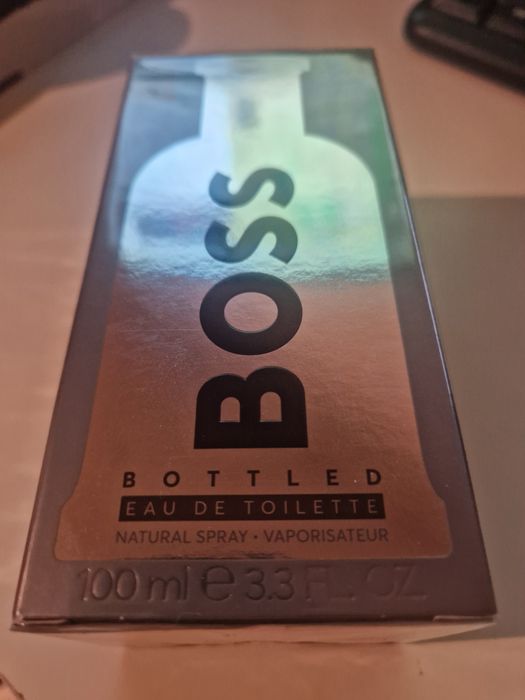 BOSS
BOTTLED
EAU DE TOILETTE
NATURAL SPRAY • VAPORISATEUR
100 ml e 3.3 FL. OZ